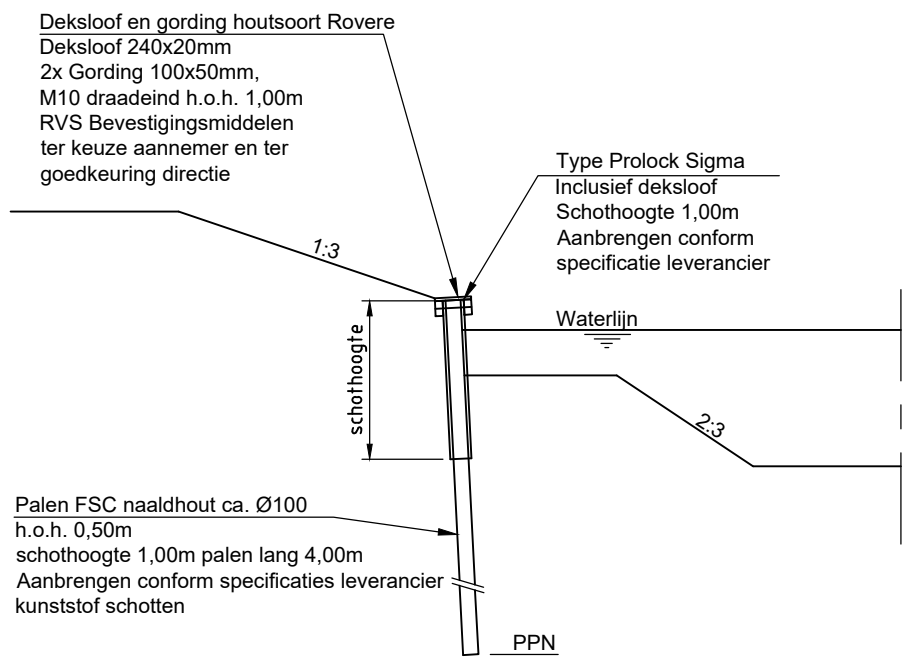 Deksloof en gording houtsoort Rovere
Deksloof 240x20mm
2x Gording 100x50mm,
M10 draadeind h.o.h. 1,00m
RVS Bevestigingsmiddelen
ter keuze aannemer en ter
goedkeuring directie
Type Prolock Sigma
Inclusief deksloof
Schothoogte 1,00m
Aanbrengen conform
specificatie leverancier
1:3
Waterlijn
schothoogte
2:3
Palen FSC naaldhout ca. Ø100
h.o.h. 0,50m
schothoogte 1,00m palen lang 4,00m
Aanbrengen conform specificaties leverancier
kunststof schotten
PPN